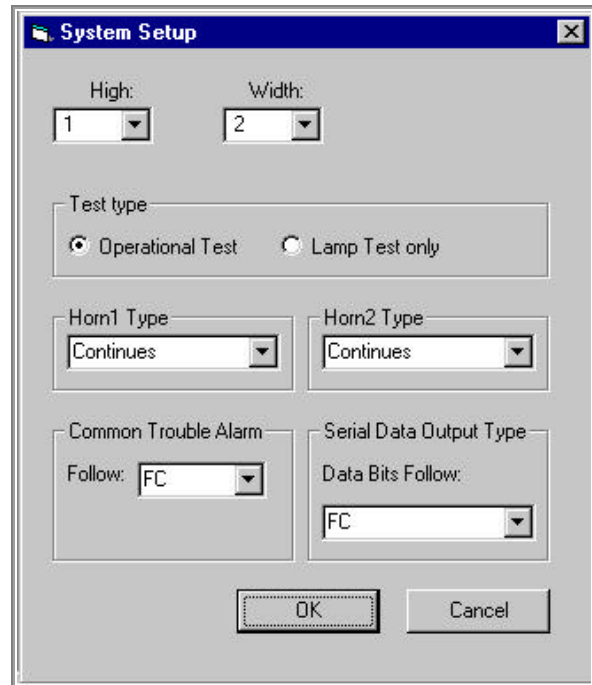 System Setup
High: Width:
1 2
Test type
Operational Test Lamp Test only
Horn1 Type Horn2 Type
Continues Continues
Common Trouble Alarm Serial Data Output Type
Follow: FC Data Bits Follow:
FC
OK Cancel